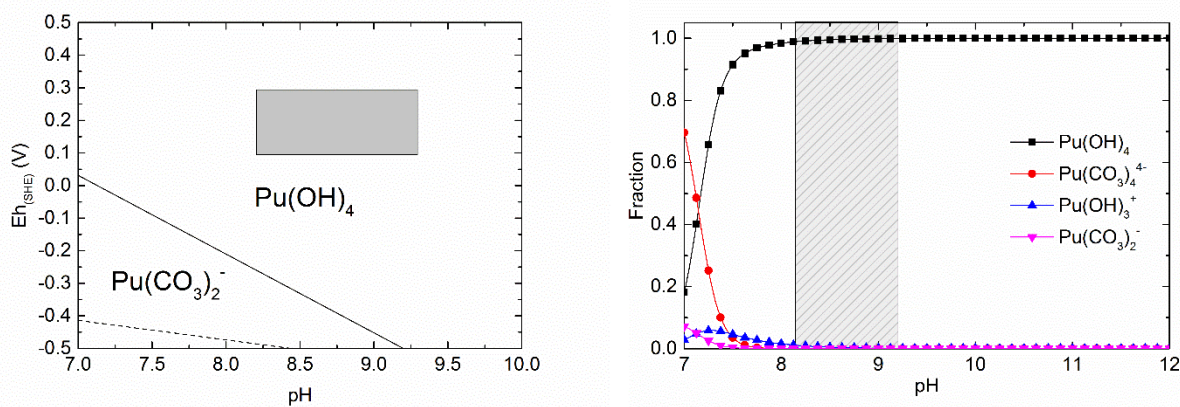 0.5
0.4
0.3
0.2
0.1
0.0
-0.1
-0.2
-0.3
-0.4
-0.5
Eh(SHE) (V)
Pu(OH)₄
Pu(CO₃)₂⁻
7.0 7.5 8.0 8.5 9.0 9.5 10.0
pH
1.0
0.8
0.6
0.4
0.2
0.0
Fraction
Pu(OH)₄
Pu(CO₃)₄⁴⁻
Pu(OH)₃⁺
Pu(CO₃)₂⁻
7 8 9 10 11 12
pH